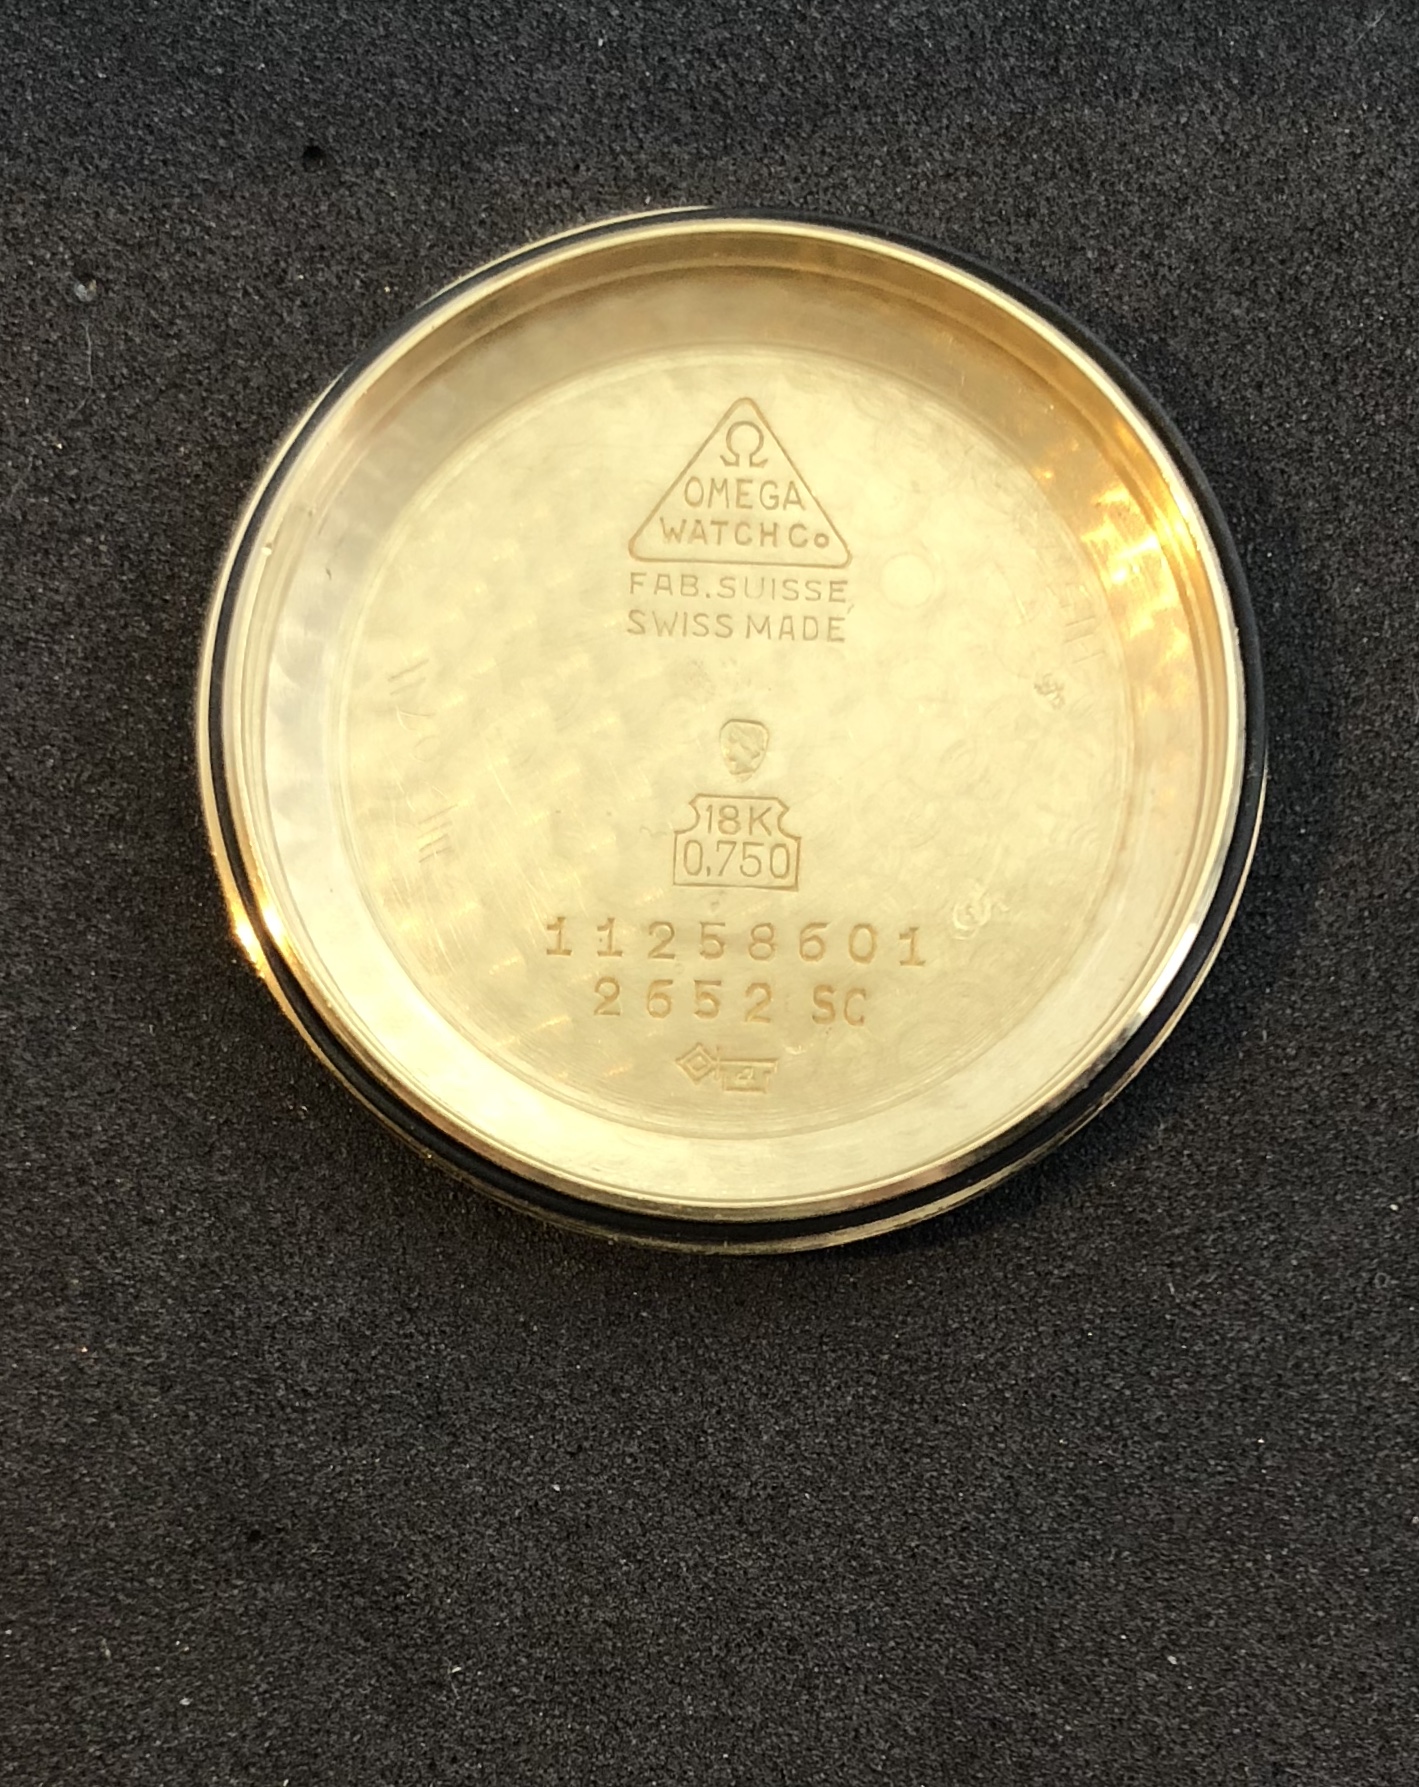 Ω
OMEGA
WATCH Co
FAB. SUISSE
SWISS MADE
18K
0,750
11258601
2652 SC